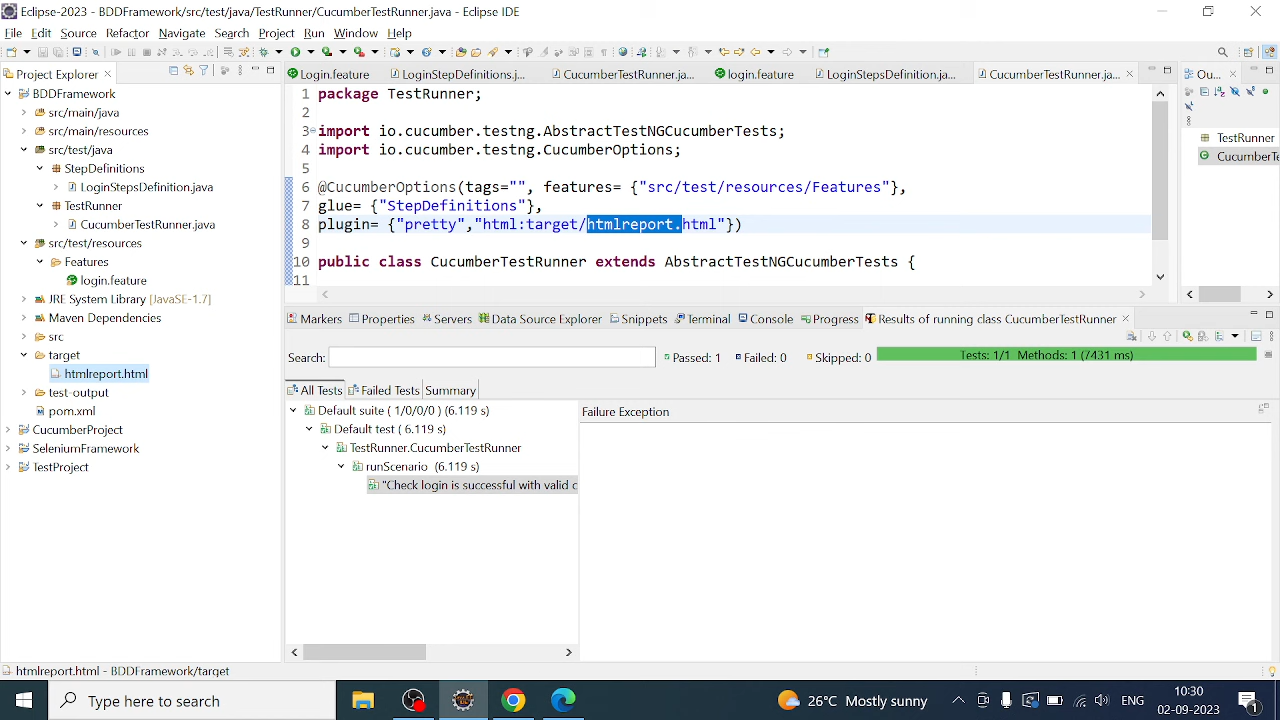 Eclipse-2023 - BDDFramework/src/test/java/TestRunner/CucumberTestRunner.java - Eclipse IDE
File Edit Source Refactor Navigate Search Project Run Window Help
Project Explorer
Login.feature LoginStepDefinitions.j... CucumberTestRunner.ja... login.feature LoginStepsDefinition.java CucumberTestRunner.ja...
Ou...
BDDFramework
src/main/java
src/main/resources
src/test/java
StepDefinitions
LoginStepsDefinition.java
TestRunner
CucumberTestRunner.java
src/test/resources
Features
login.feature
JRE System Library [JavaSE-1.7]
Maven Dependencies
src
target
htmlreport.html
test-output
pom.xml
CucumberProject
SeleniumFramework
TestProject
1 package TestRunner;
2
3 import io.cucumber.testng.AbstractTestNGCucumberTests;
4 import io.cucumber.testng.CucumberOptions;
5
6 @CucumberOptions(tags="", features= {"src/test/resources/Features"},
7 glue= {"StepDefinitions"},
8 plugin= {"pretty","html:target/htmlreport.html"})
9
10 public class CucumberTestRunner extends AbstractTestNGCucumberTests {
11
TestRunner
CucumberT
Markers Properties Servers Data Source Explorer Snippets Terminal Console Progress Results of running class CucumberTestRunner
Search: Passed: 1 Failed: 0 Skipped: 0 Tests: 1/1 Methods: 1 (7431 ms)
All Tests Failed Tests Summary
Default suite ( 1/0/0/0 ) (6.119 s)
Default test ( 6.119 s)
TestRunner.CucumberTestRunner
runScenario (6.119 s)
"Check login is successful with valid c
Failure Exception
htmlreport.html - BDDFramework/target
Type here to search
26°C Mostly sunny
ENG
10:30
02-09-2023
1